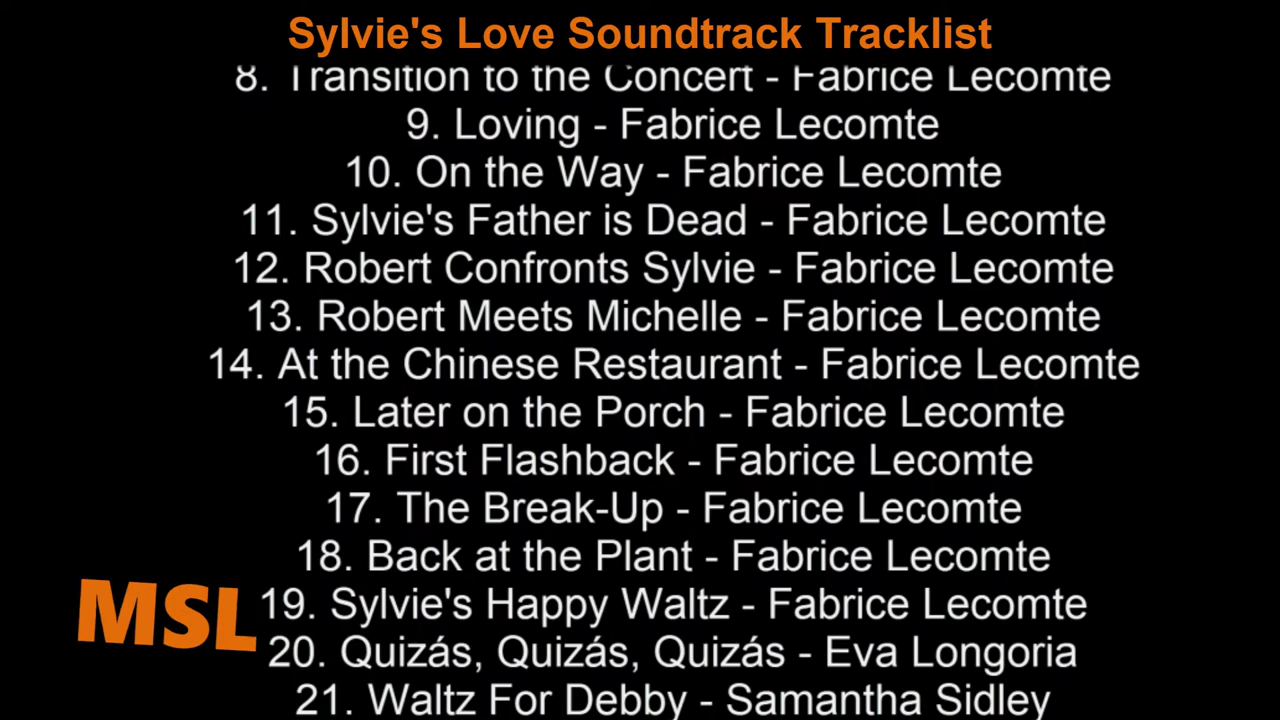 Sylvie's Love Soundtrack Tracklist
8. Transition to the Concert - Fabrice Lecomte
9. Loving - Fabrice Lecomte
10. On the Way - Fabrice Lecomte
11. Sylvie's Father is Dead - Fabrice Lecomte
12. Robert Confronts Sylvie - Fabrice Lecomte
13. Robert Meets Michelle - Fabrice Lecomte
14. At the Chinese Restaurant - Fabrice Lecomte
15. Later on the Porch - Fabrice Lecomte
16. First Flashback - Fabrice Lecomte
17. The Break-Up - Fabrice Lecomte
18. Back at the Plant - Fabrice Lecomte
19. Sylvie's Happy Waltz - Fabrice Lecomte
20. Quizás, Quizás, Quizás - Eva Longoria
21. Waltz For Debby - Samantha Sidley
MSL